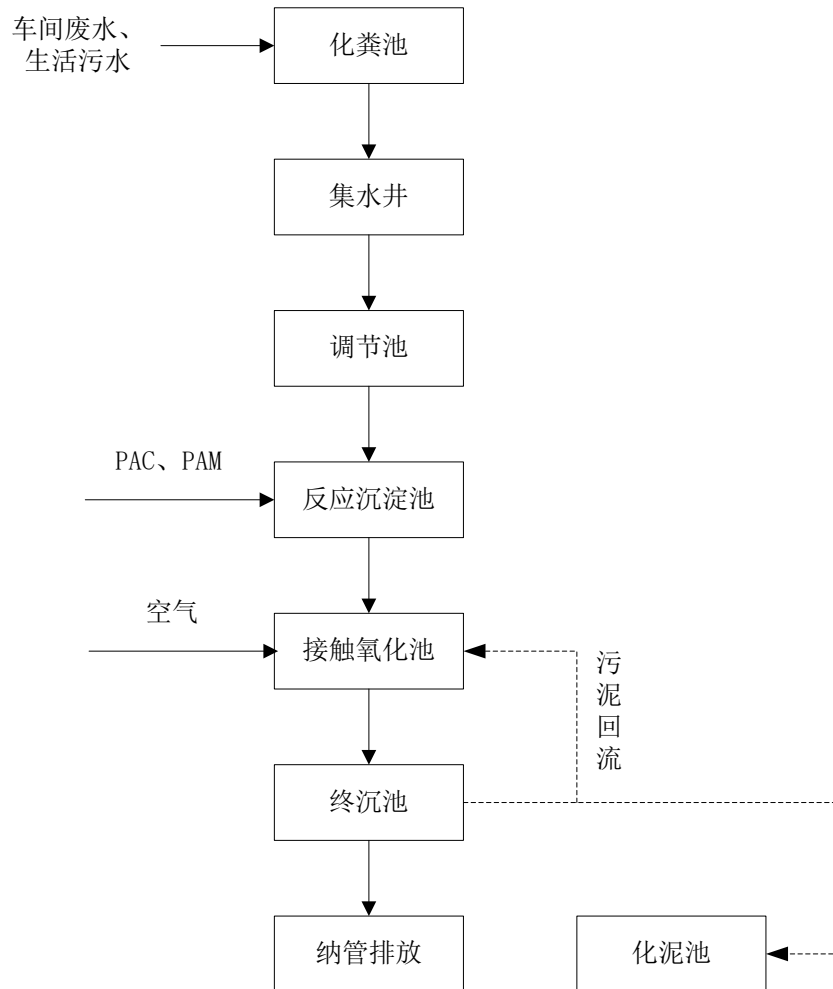 车间废水、
生活污水
化粪池
集水井
调节池
PAC、PAM
反应沉淀池
空气
接触氧化池
污
泥
回
流
终沉池
纳管排放
化泥池